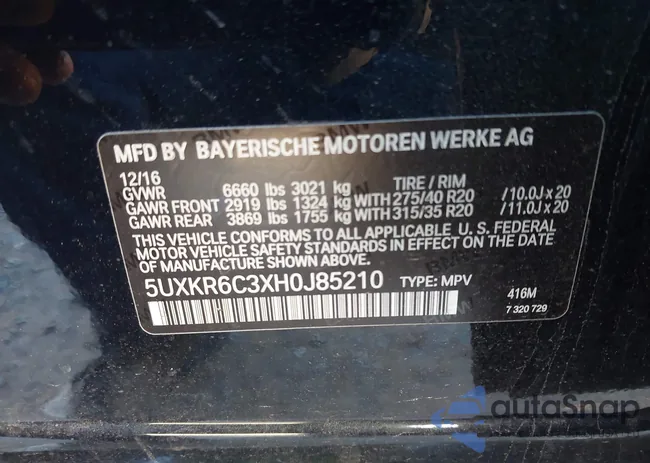 MFD BY BAYERISCHE MOTOREN WERKE AG
12/16
GVWR 6660 lbs 3021 kg TIRE / RIM
GAWR FRONT 2919 lbs 1324 kg WITH 275/40 R20 /10.0J x 20
GAWR REAR 3869 lbs 1755 kg WITH 315/35 R20 /11.0J x 20
THIS VEHICLE CONFORMS TO ALL APPLICABLE U. S. FEDERAL
MOTOR VEHICLE SAFETY STANDARDS IN EFFECT ON THE DATE
OF MANUFACTURE SHOWN ABOVE.
5UXKR6C3XH0J85210 TYPE: MPV 416M
7 320 729
autoSnap